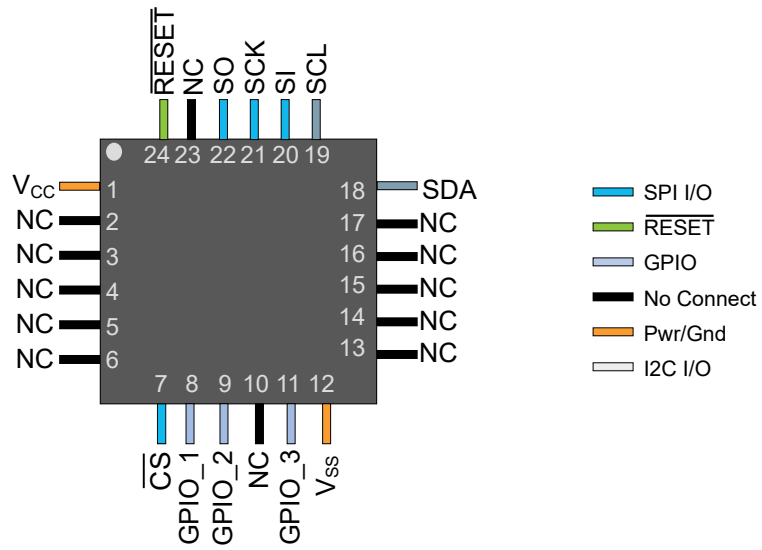 RESET
NC
SO
SCK
SI
SCL
24 23 22 21 20 19
VCC 1
NC 2
NC 3
NC 4
NC 5
NC 6
18 SDA
17 NC
16 NC
15 NC
14 NC
13 NC
7 8 9 10 11 12
CS
GPIO_1
GPIO_2
NC
GPIO_3
VSS
SPI I/O
RESET
GPIO
No Connect
Pwr/Gnd
I2C I/O